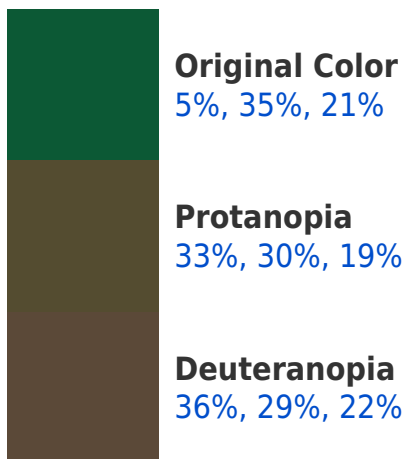 Original Color
5%, 35%, 21%
Protanopia
33%, 30%, 19%
Deuteranopia
36%, 29%, 22%